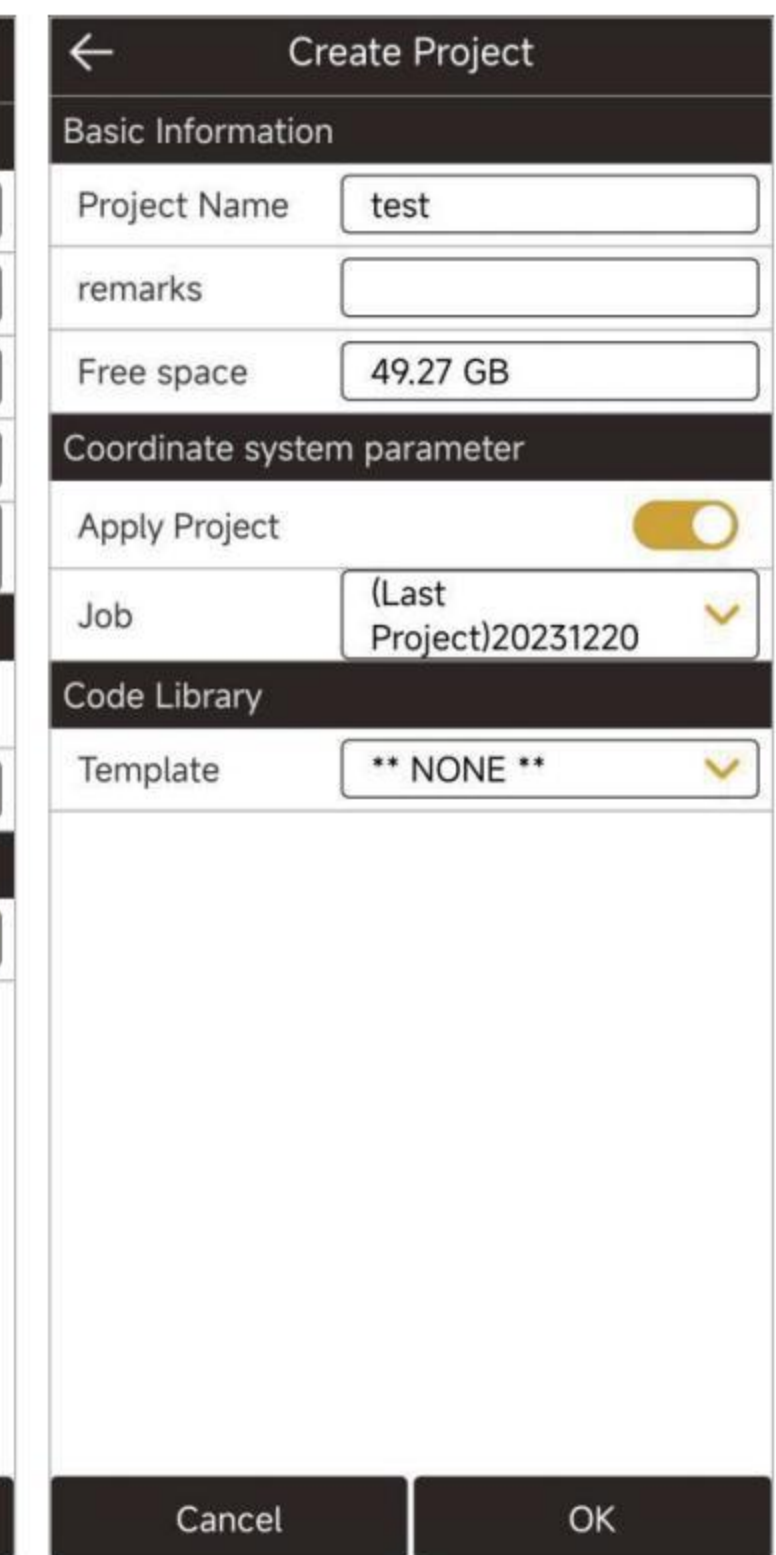 Create Project
Basic Information
Project Name test
remarks
Free space 49.27 GB
Coordinate system parameter
Apply Project
Job (Last
Project)20231220
Code Library
Template ** NONE **
Cancel OK